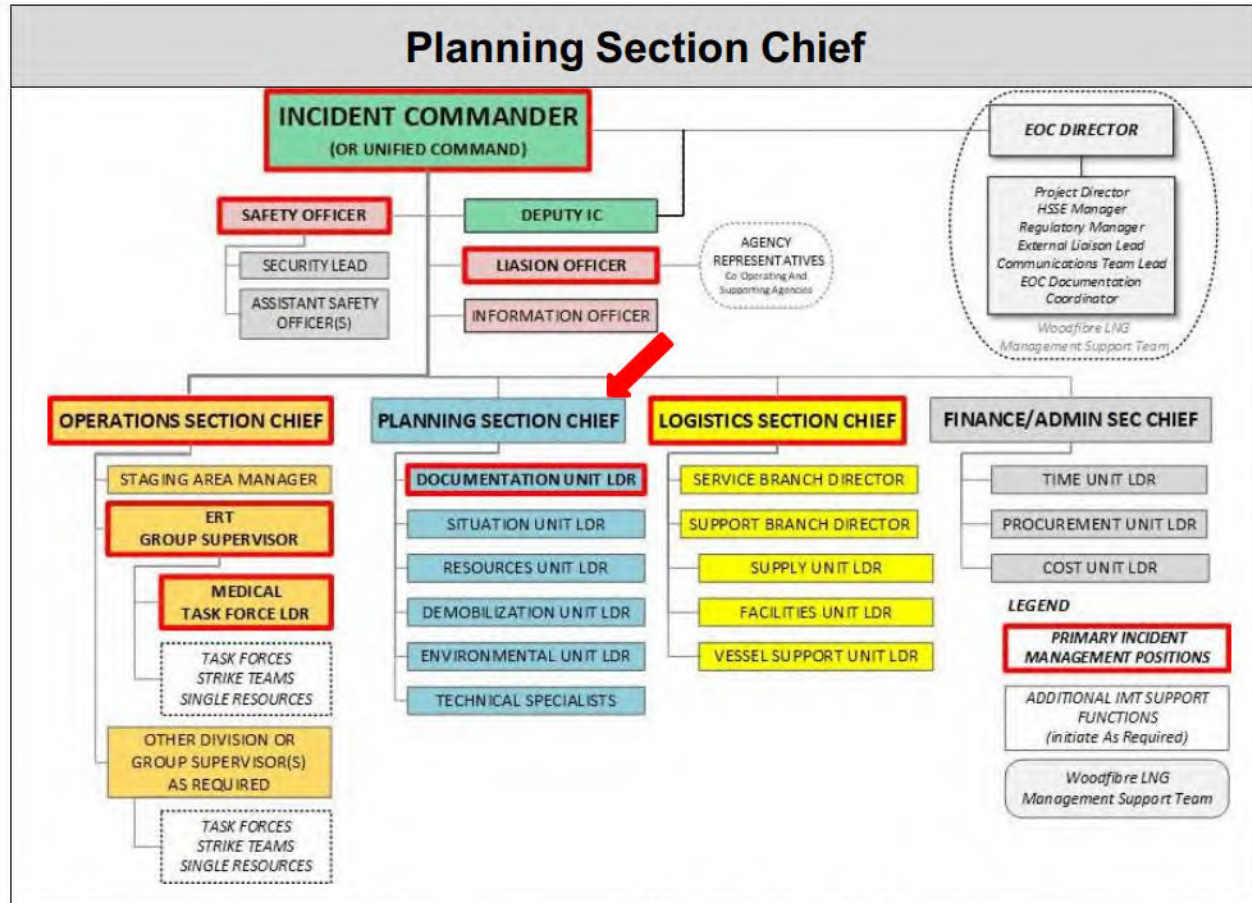 Planning Section Chief
INCIDENT COMMANDER
(OR UNIFIED COMMAND)
EOC DIRECTOR
Project Director
HSSE Manager
Regulatory Manager
External Liaison Lead
Communications Team Lead
EOC Documentation
Coordinator
Woodfibre LNG
Management Support Team
SAFETY OFFICER
DEPUTY IC
SECURITY LEAD
LIASION OFFICER
AGENCY
REPRESENTATIVES
Co Operating And
Supporting Agencies
ASSISTANT SAFETY
OFFICER(S)
INFORMATION OFFICER
OPERATIONS SECTION CHIEF
STAGING AREA MANAGER
ERT
GROUP SUPERVISOR
MEDICAL
TASK FORCE LDR
TASK FORCES
STRIKE TEAMS
SINGLE RESOURCES
OTHER DIVISION OR
GROUP SUPERVISOR(S)
AS REQUIRED
TASK FORCES
STRIKE TEAMS
SINGLE RESOURCES
PLANNING SECTION CHIEF
DOCUMENTATION UNIT LDR
SITUATION UNIT LDR
RESOURCES UNIT LDR
DEMOBILIZATION UNIT LDR
ENVIRONMENTAL UNIT LDR
TECHNICAL SPECIALISTS
LOGISTICS SECTION CHIEF
SERVICE BRANCH DIRECTOR
SUPPORT BRANCH DIRECTOR
SUPPLY UNIT LDR
FACILITIES UNIT LDR
VESSEL SUPPORT UNIT LDR
FINANCE/ADMIN SEC CHIEF
TIME UNIT LDR
PROCUREMENT UNIT LDR
COST UNIT LDR
LEGEND
PRIMARY INCIDENT
MANAGEMENT POSITIONS
ADDITIONAL IMT SUPPORT
FUNCTIONS
(initiate As Required)
Woodfibre LNG
Management Support Team